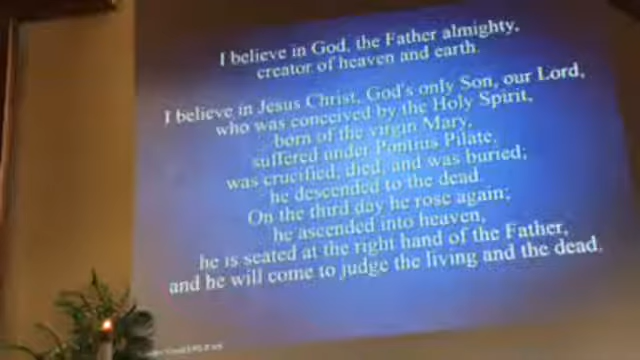 I believe in God, the Father almighty,
creator of heaven and earth.
I believe in Jesus Christ, God's only Son, our Lord,
who was conceived by the Holy Spirit,
born of the virgin Mary,
suffered under Pontius Pilate,
was crucified, died, and was buried;
he descended to the dead.
On the third day he rose again;
he ascended into heaven,
he is seated at the right hand of the Father,
and he will come to judge the living and the dead.